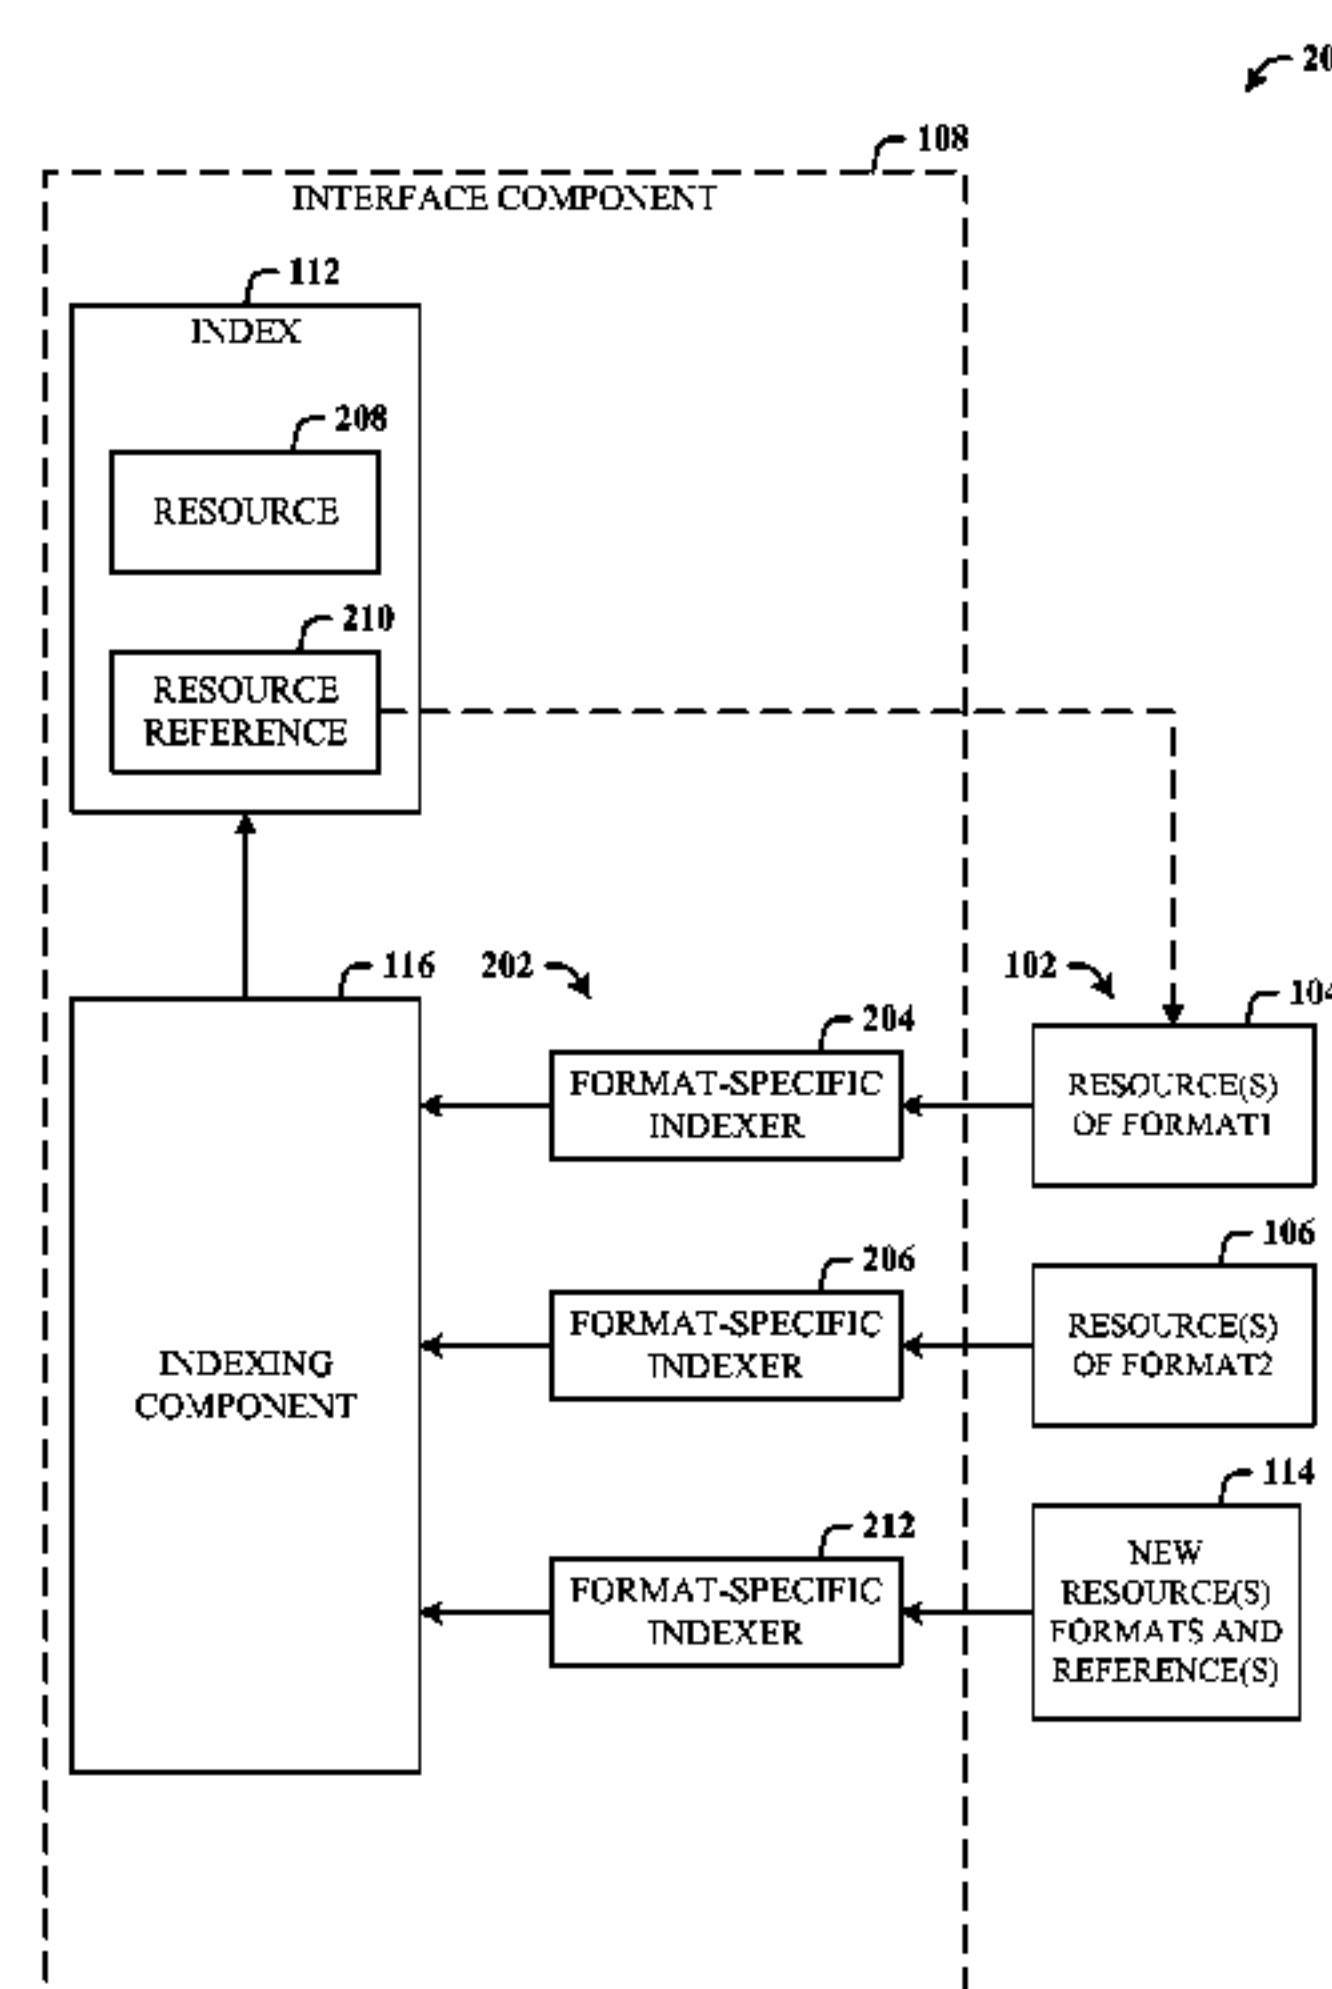 20
108
INTERFACE COMPONENT
112
INDEX
208
RESOURCE
210
RESOURCE
REFERENCE
116
202
102
204
104
FORMAT-SPECIFIC
INDEXER
RESOURCE(S)
OF FORMAT1
206
106
FORMAT-SPECIFIC
INDEXER
RESOURCE(S)
OF FORMAT2
INDEXING
COMPONENT
212
114
FORMAT-SPECIFIC
INDEXER
NEW
RESOURCE(S)
FORMATS AND
REFERENCE(S)